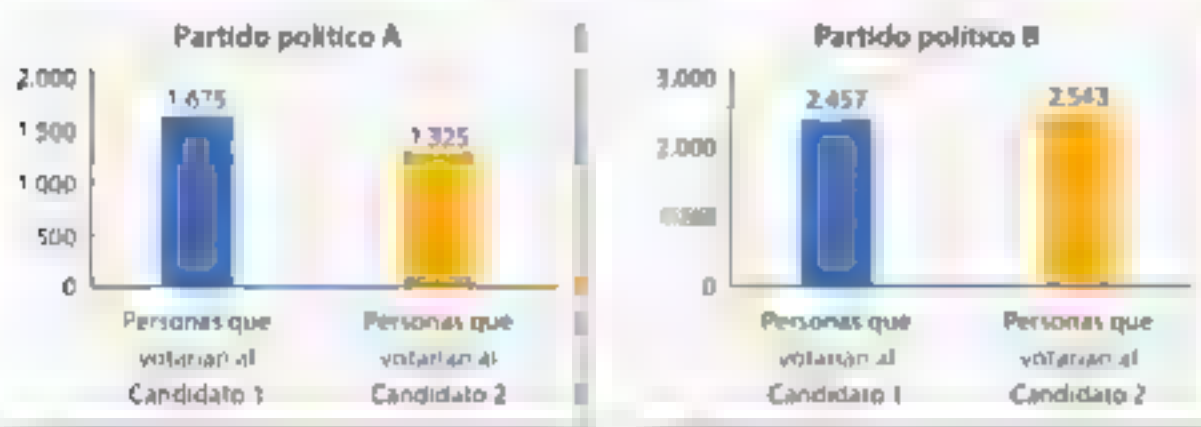 Partido político A
2.000
1.675
1 500
1.325
1 000
500
0
Personas que
votarían al
Candidato 1
Personas que
votarían al
Candidato 2
Partido político B
3.000
2.457
2.543
2.000
0
Personas que
votarían al
Candidato 1
Personas que
votarían al
Candidato 2